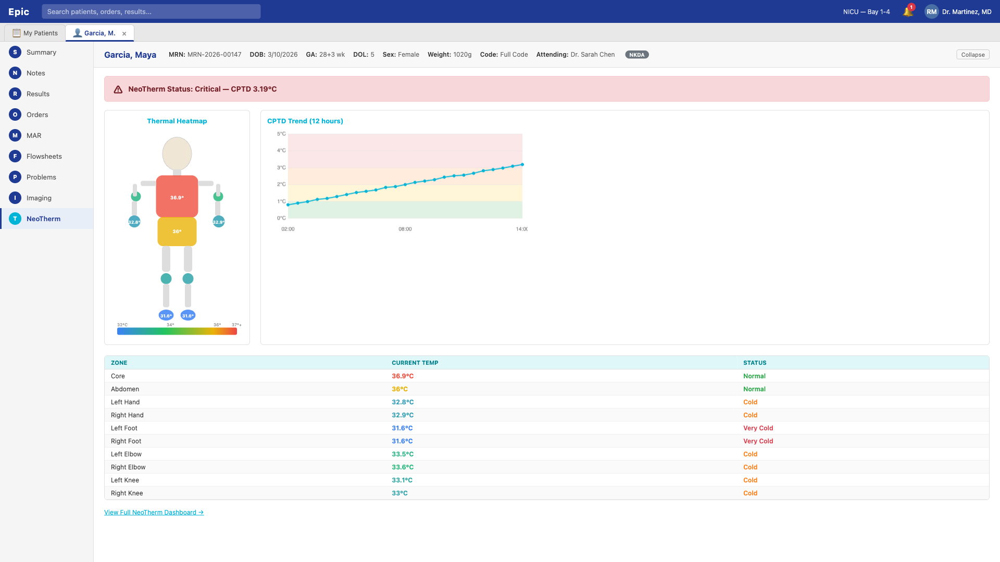 Epic
Search patients, orders, results...
NICU — Bay 1-4
1
RM
Dr. Martinez, MD
My Patients
Garcia, M. ×
S Summary
N Notes
R Results
O Orders
M MAR
F Flowsheets
P Problems
I Imaging
T NeoTherm
Garcia, Maya MRN: MRN-2026-00147 DOB: 3/10/2026 GA: 28+3 wk DOL: 5 Sex: Female Weight: 1020g Code: Full Code Attending: Dr. Sarah Chen NKDA
Collapse
NeoTherm Status: Critical — CPTD 3.19°C
Thermal Heatmap
36.9°
32.8° 32.9°
36°
31.6° 31.6°
32°C 34° 36° 37°+
CPTD Trend (12 hours)
5°C
4°C
3°C
2°C
1°C
0°C
02:00 08:00 14:00
ZONE CURRENT TEMP STATUS
Core 36.9°C Normal
Abdomen 36°C Normal
Left Hand 32.8°C Cold
Right Hand 32.9°C Cold
Left Foot 31.6°C Very Cold
Right Foot 31.6°C Very Cold
Left Elbow 33.5°C Cold
Right Elbow 33.6°C Cold
Left Knee 33.1°C Cold
Right Knee 33°C Cold
View Full NeoTherm Dashboard →